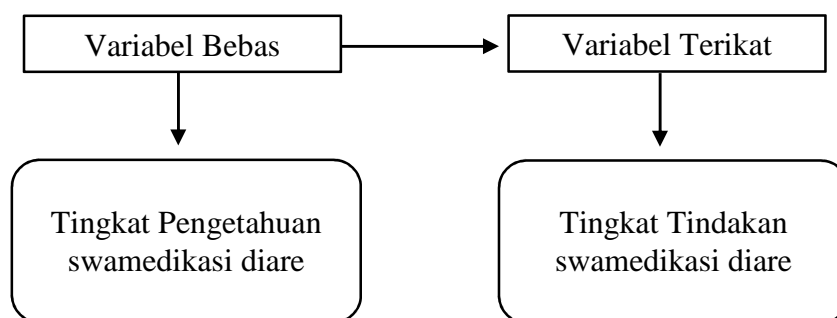 Variabel Bebas
Variabel Terikat
Tingkat Pengetahuan
swamedikasi diare
Tingkat Tindakan
swamedikasi diare